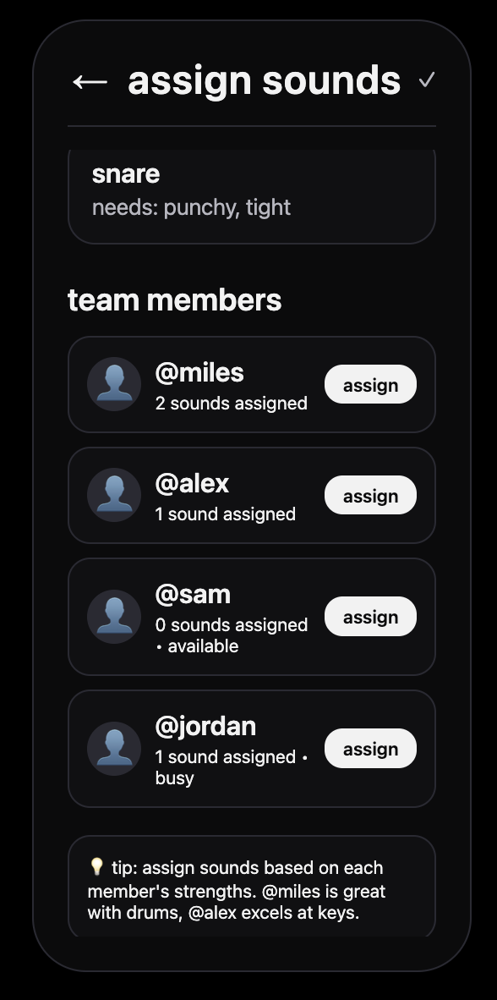 ← assign sounds ✓
snare
needs: punchy, tight
team members
@miles
2 sounds assigned
assign
@alex
1 sound assigned
assign
@sam
0 sounds assigned
• available
assign
@jordan
1 sound assigned •
busy
assign
💡 tip: assign sounds based on each
member's strengths. @miles is great
with drums, @alex excels at keys.